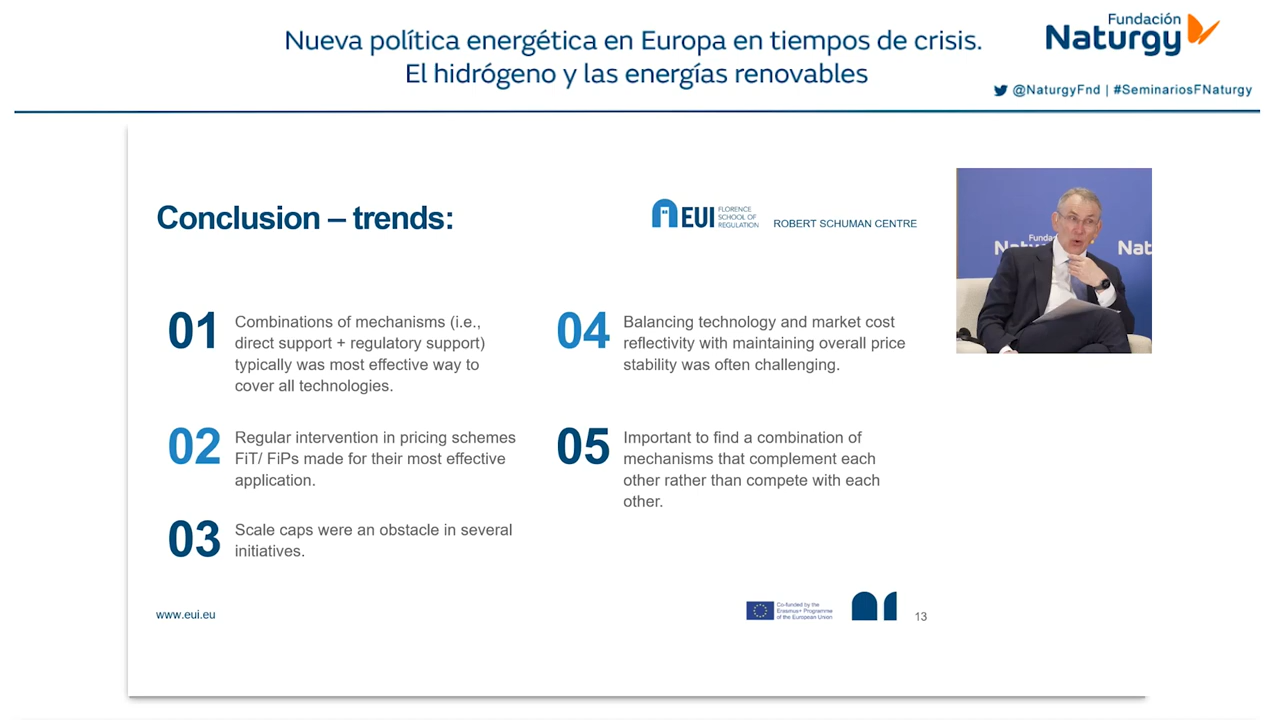 Nueva política energética en Europa en tiempos de crisis.
El hidrógeno y las energías renovables
Fundación
Naturgy
@NaturgyFnd | #SeminariosFNaturgy
Conclusion – trends:
EUI
FLORENCE
SCHOOL OF
REGULATION
ROBERT SCHUMAN CENTRE
01
Combinations of mechanisms (i.e.,
direct support + regulatory support)
typically was most effective way to
cover all technologies.
02
Regular intervention in pricing schemes
FiT/ FiPs made for their most effective
application.
03
Scale caps were an obstacle in several
initiatives.
04
Balancing technology and market cost
reflectivity with maintaining overall price
stability was often challenging.
05
Important to find a combination of
mechanisms that complement each
other rather than compete with each
other.
Fundac
Natu
Nat
www.eui.eu
Co-funded by the
Erasmus+ Programme
of the European Union
13